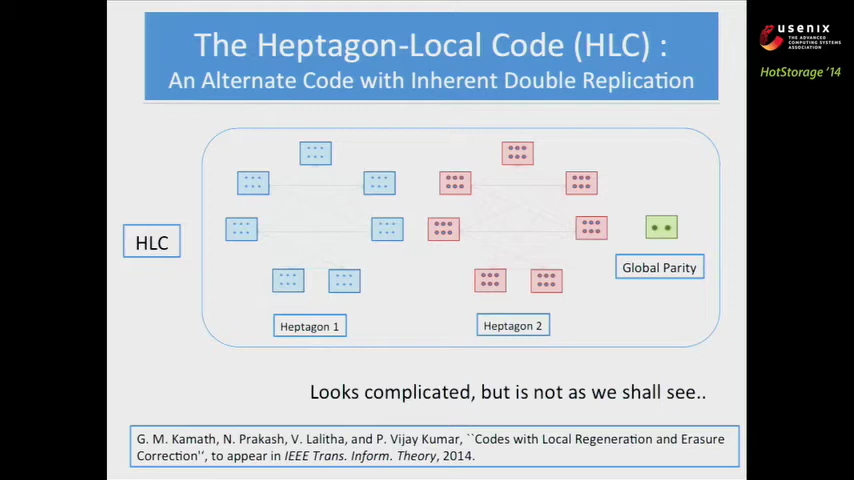 The Heptagon-Local Code (HLC) :
An Alternate Code with Inherent Double Replication
usenix
THE ADVANCED
COMPUTING SYSTEMS
ASSOCIATION
HotStorage '14
HLC
Global Parity
Heptagon 1
Heptagon 2
Looks complicated, but is not as we shall see..
G. M. Kamath, N. Prakash, V. Lalitha, and P. Vijay Kumar, ``Codes with Local Regeneration and Erasure
Correction'', to appear in IEEE Trans. Inform. Theory, 2014.